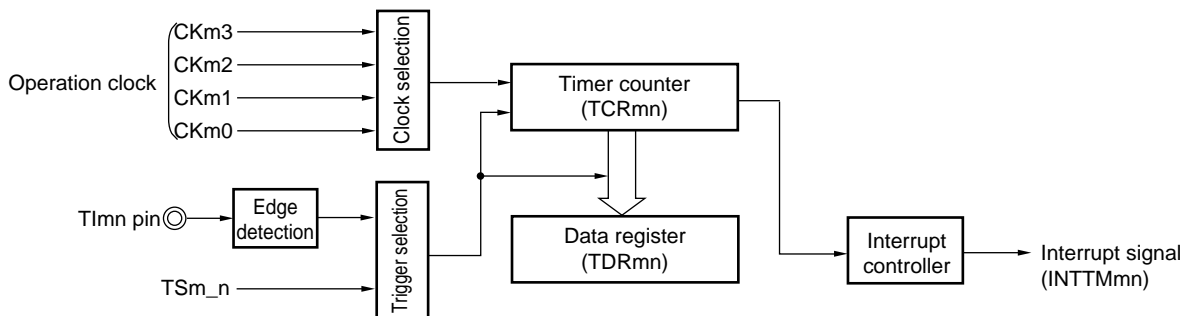 Operation clock
CKm3
CKm2
CKm1
CKm0
Clock selection
Timer counter
(TCRmn)
TImn pin
Edge
detection
TSm_n
Trigger selection
Data register
(TDRmn)
Interrupt
controller
Interrupt signal
(INTTMmn)